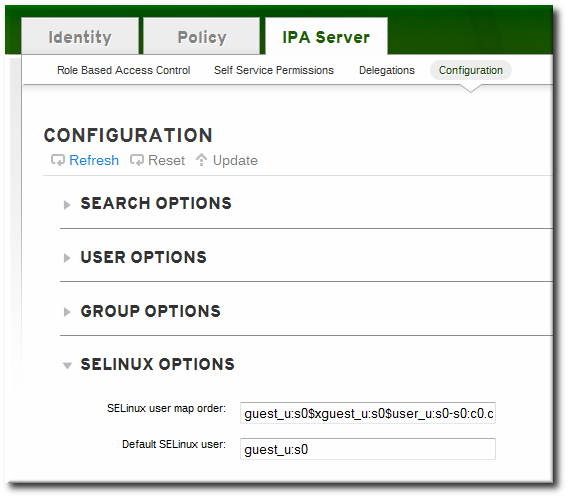 Identity Policy IPA Server
Role Based Access Control Self Service Permissions Delegations Configuration
CONFIGURATION
Refresh Reset Update
SEARCH OPTIONS
USER OPTIONS
GROUP OPTIONS
SELINUX OPTIONS
SELinux user map order: guest_u:s0$xguest_u:s0$user_u:s0-s0:c0.c
Default SELinux user: guest_u:s0